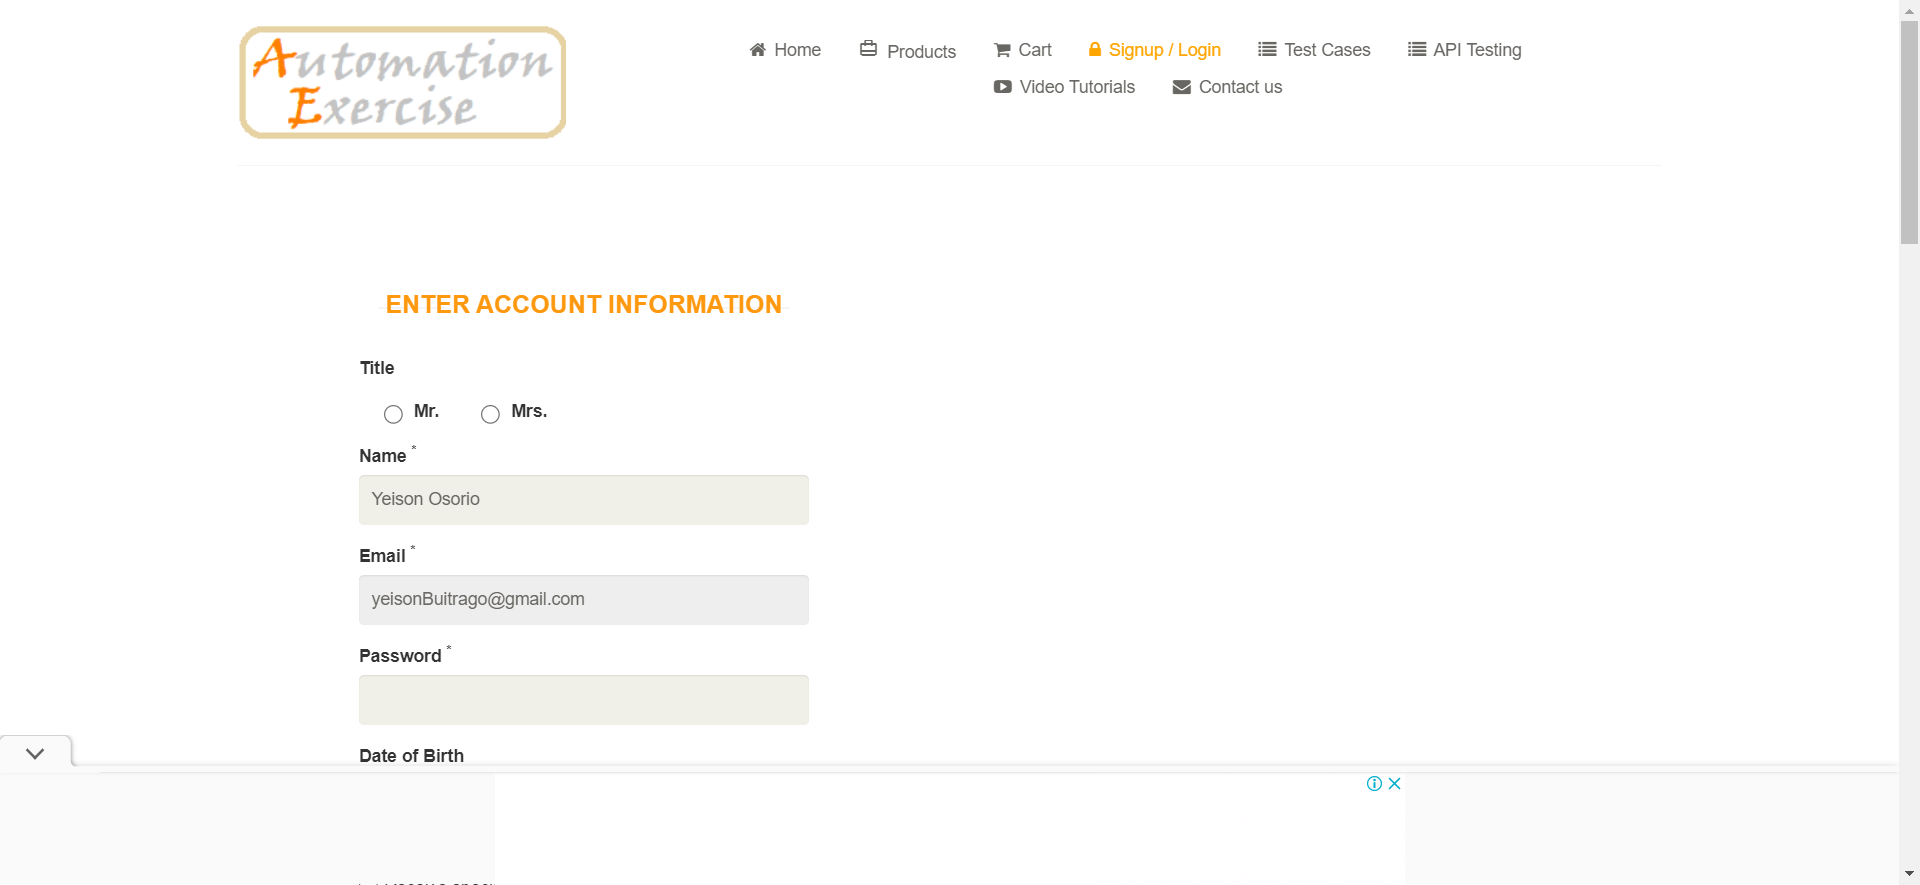 Automation
Exercise
Home
Products
Cart
Signup / Login
Test Cases
API Testing
Video Tutorials
Contact us
ENTER ACCOUNT INFORMATION
Title
Mr.
Mrs.
Name *
Yeison Osorio
Email *
yeisonBuitrago@gmail.com
Password *
Date of Birth